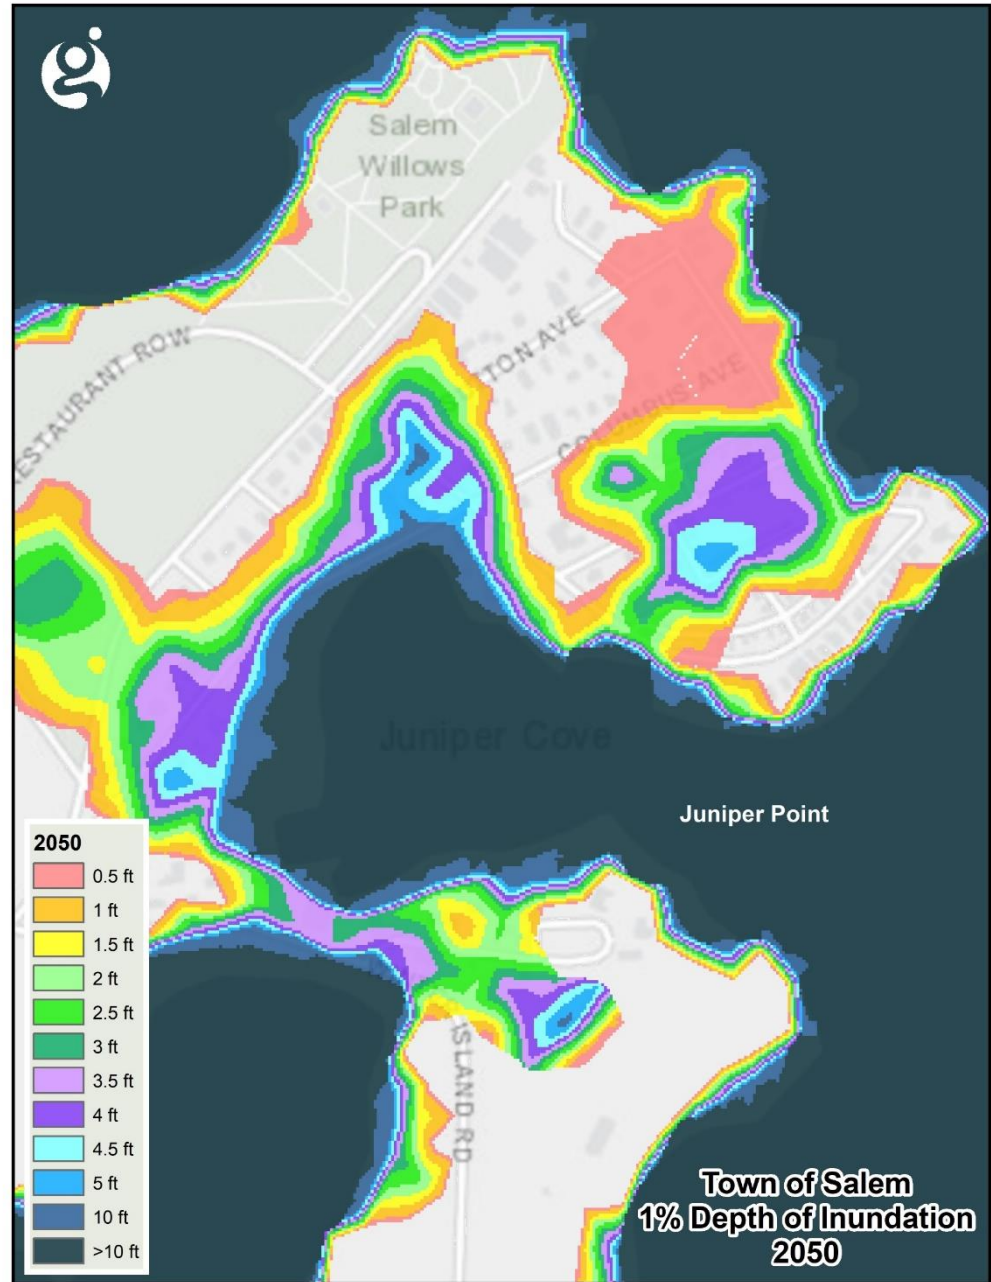 Salem
Willows
Park
RESTAURANT ROW
TON AVE
COLUMBUS AVE
Juniper Cove
Juniper Point
ISLAND RD
2050
0.5 ft
1 ft
1.5 ft
2 ft
2.5 ft
3 ft
3.5 ft
4 ft
4.5 ft
5 ft
10 ft
>10 ft
Town of Salem
1% Depth of Inundation
2050